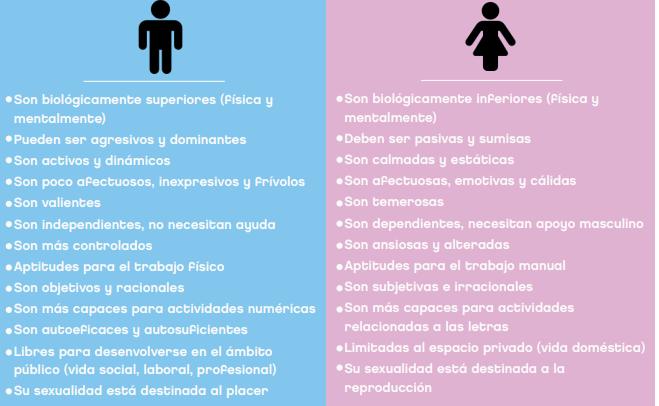 Son biológicamente superiores (física y
mentalmente)
Pueden ser agresivos y dominantes
Son activos y dinámicos
Son poco afectuosos, inexpresivos y frívolos
Son valientes
Son independientes, no necesitan ayuda
Son más controlados
Aptitudes para el trabajo físico
Son objetivos y racionales
Son más capaces para actividades numéricas
Son autoeficaces y autosuficientes
Libres para desenvolverse en el ámbito
público (vida social, laboral, profesional)
Su sexualidad está destinada al placer
Son biológicamente inferiores (física y
mentalmente)
Deben ser pasivas y sumisas
Son calmadas y estáticas
Son afectuosas, emotivas y cálidas
Son temerosas
Son dependientes, necesitan apoyo masculino
Son ansiosas y alteradas
Aptitudes para el trabajo manual
Son subjetivas e irracionales
Son más capaces para actividades
relacionadas a las letras
Limitadas al espacio privado (vida doméstica)
Su sexualidad está destinada a la
reproducción